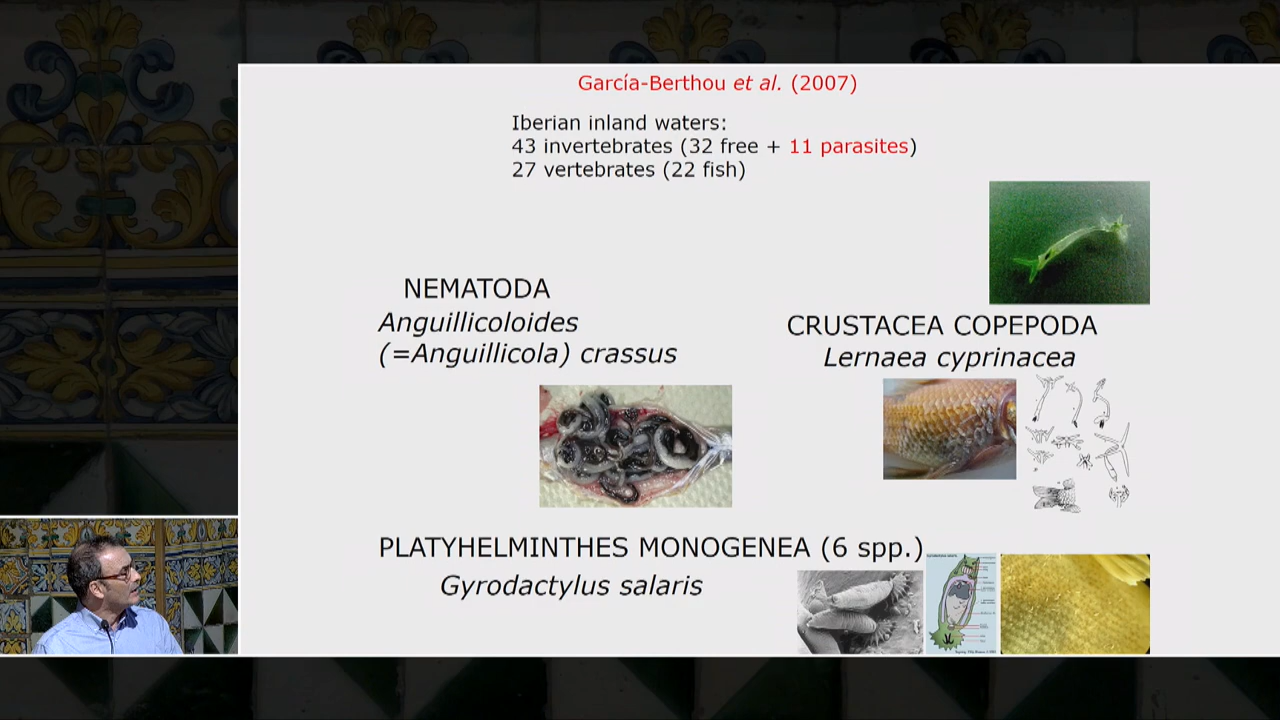 García-Berthou et al. (2007)
Iberian inland waters:
43 invertebrates (32 free + 11 parasites)
27 vertebrates (22 fish)
NEMATODA
Anguillicoloides
(=Anguillicola) crassus
CRUSTACEA COPEPODA
Lernaea cyprinacea
PLATYHELMINTHES MONOGENEA (6 spp.)
Gyrodactylus salaris